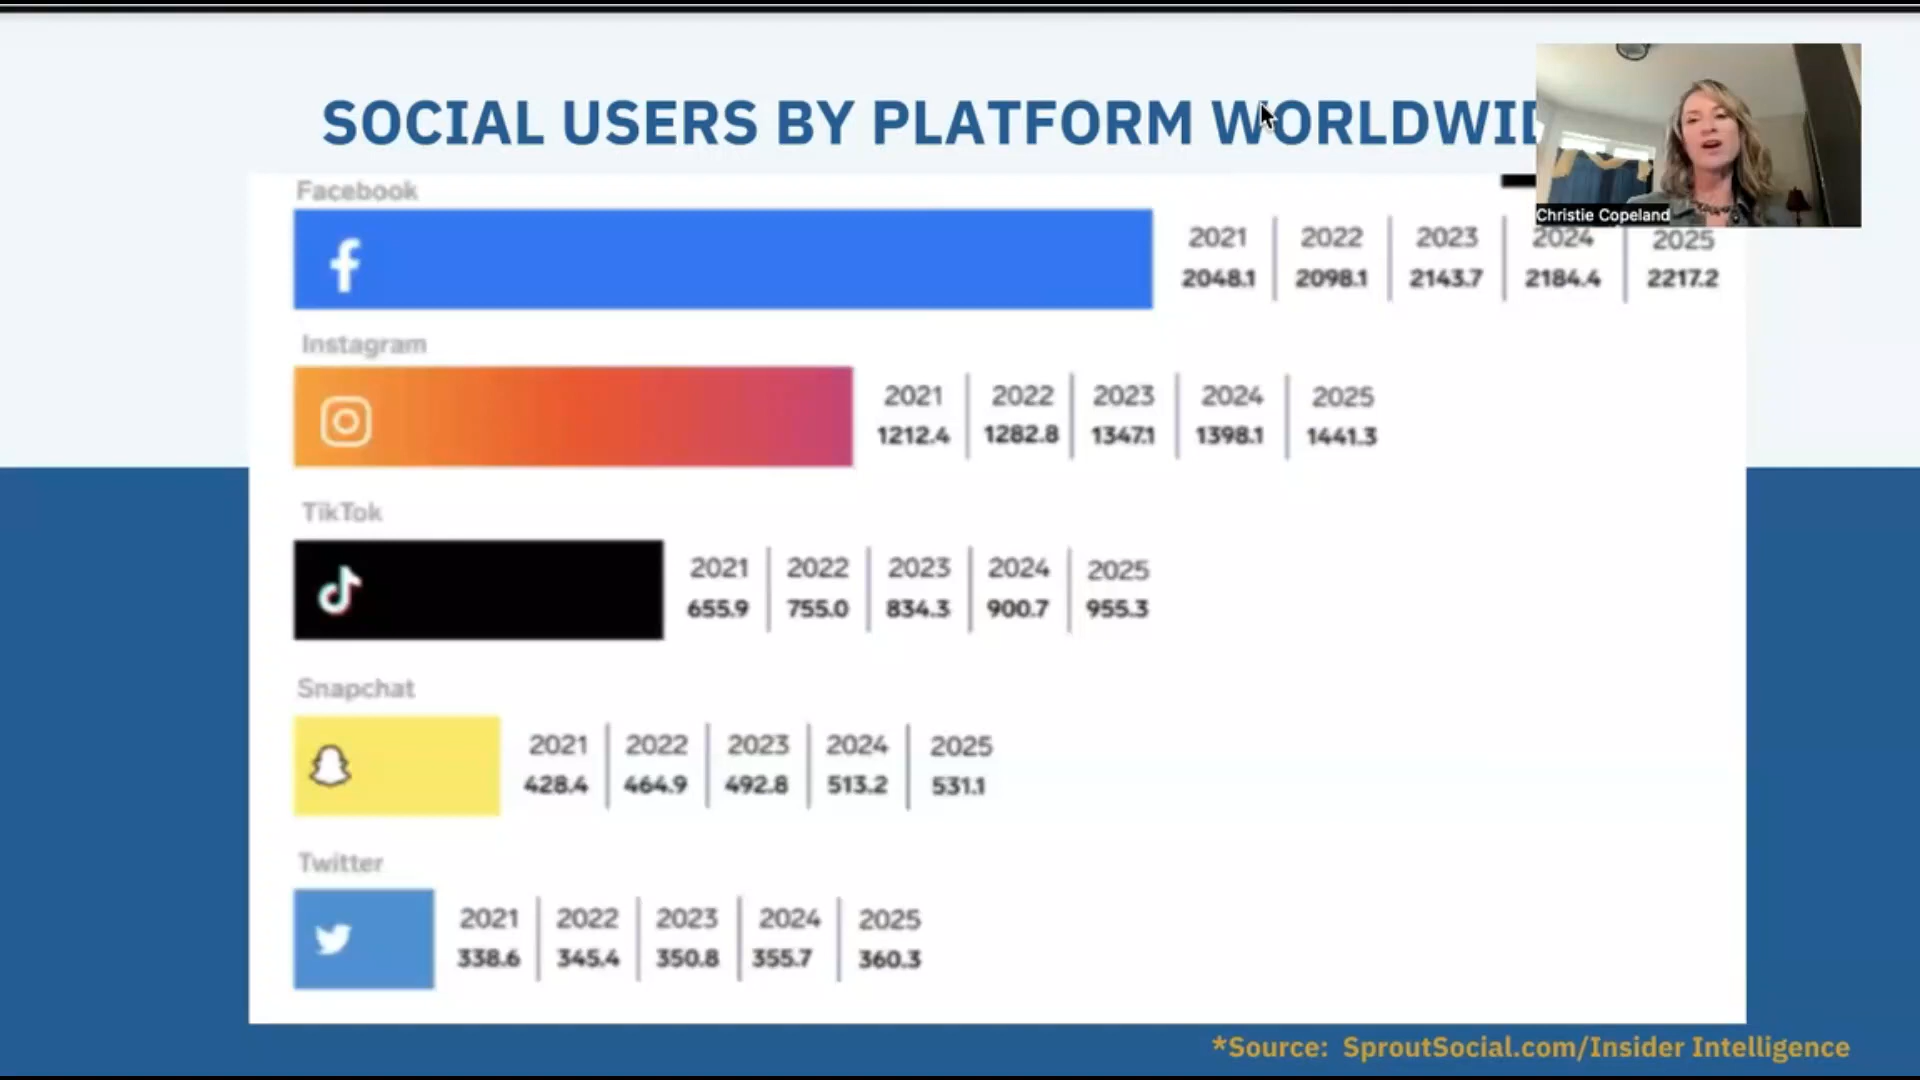 SOCIAL USERS BY PLATFORM WORLDWID
Christie Copeland
Facebook
2021 2022 2023 2024 2025
2048.1 2098.1 2143.7 2184.4 2217.2
Instagram
2021 2022 2023 2024 2025
1212.4 1282.8 1347.1 1398.1 1441.3
TikTok
2021 2022 2023 2024 2025
655.9 755.0 834.3 900.7 955.3
Snapchat
2021 2022 2023 2024 2025
428.4 464.9 492.8 513.2 531.1
Twitter
2021 2022 2023 2024 2025
338.6 345.4 350.8 355.7 360.3
*Source: SproutSocial.com/Insider Intelligence